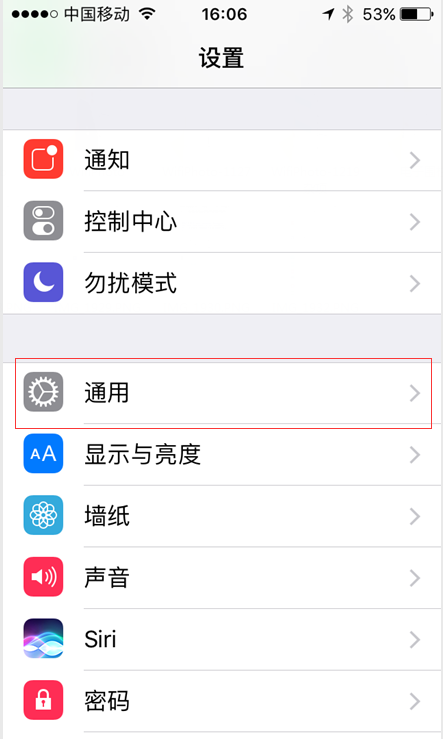 中国移动 16:06 53%
设置
通知
控制中心
勿扰模式
通用
AA 显示与亮度
墙纸
声音
Siri
密码